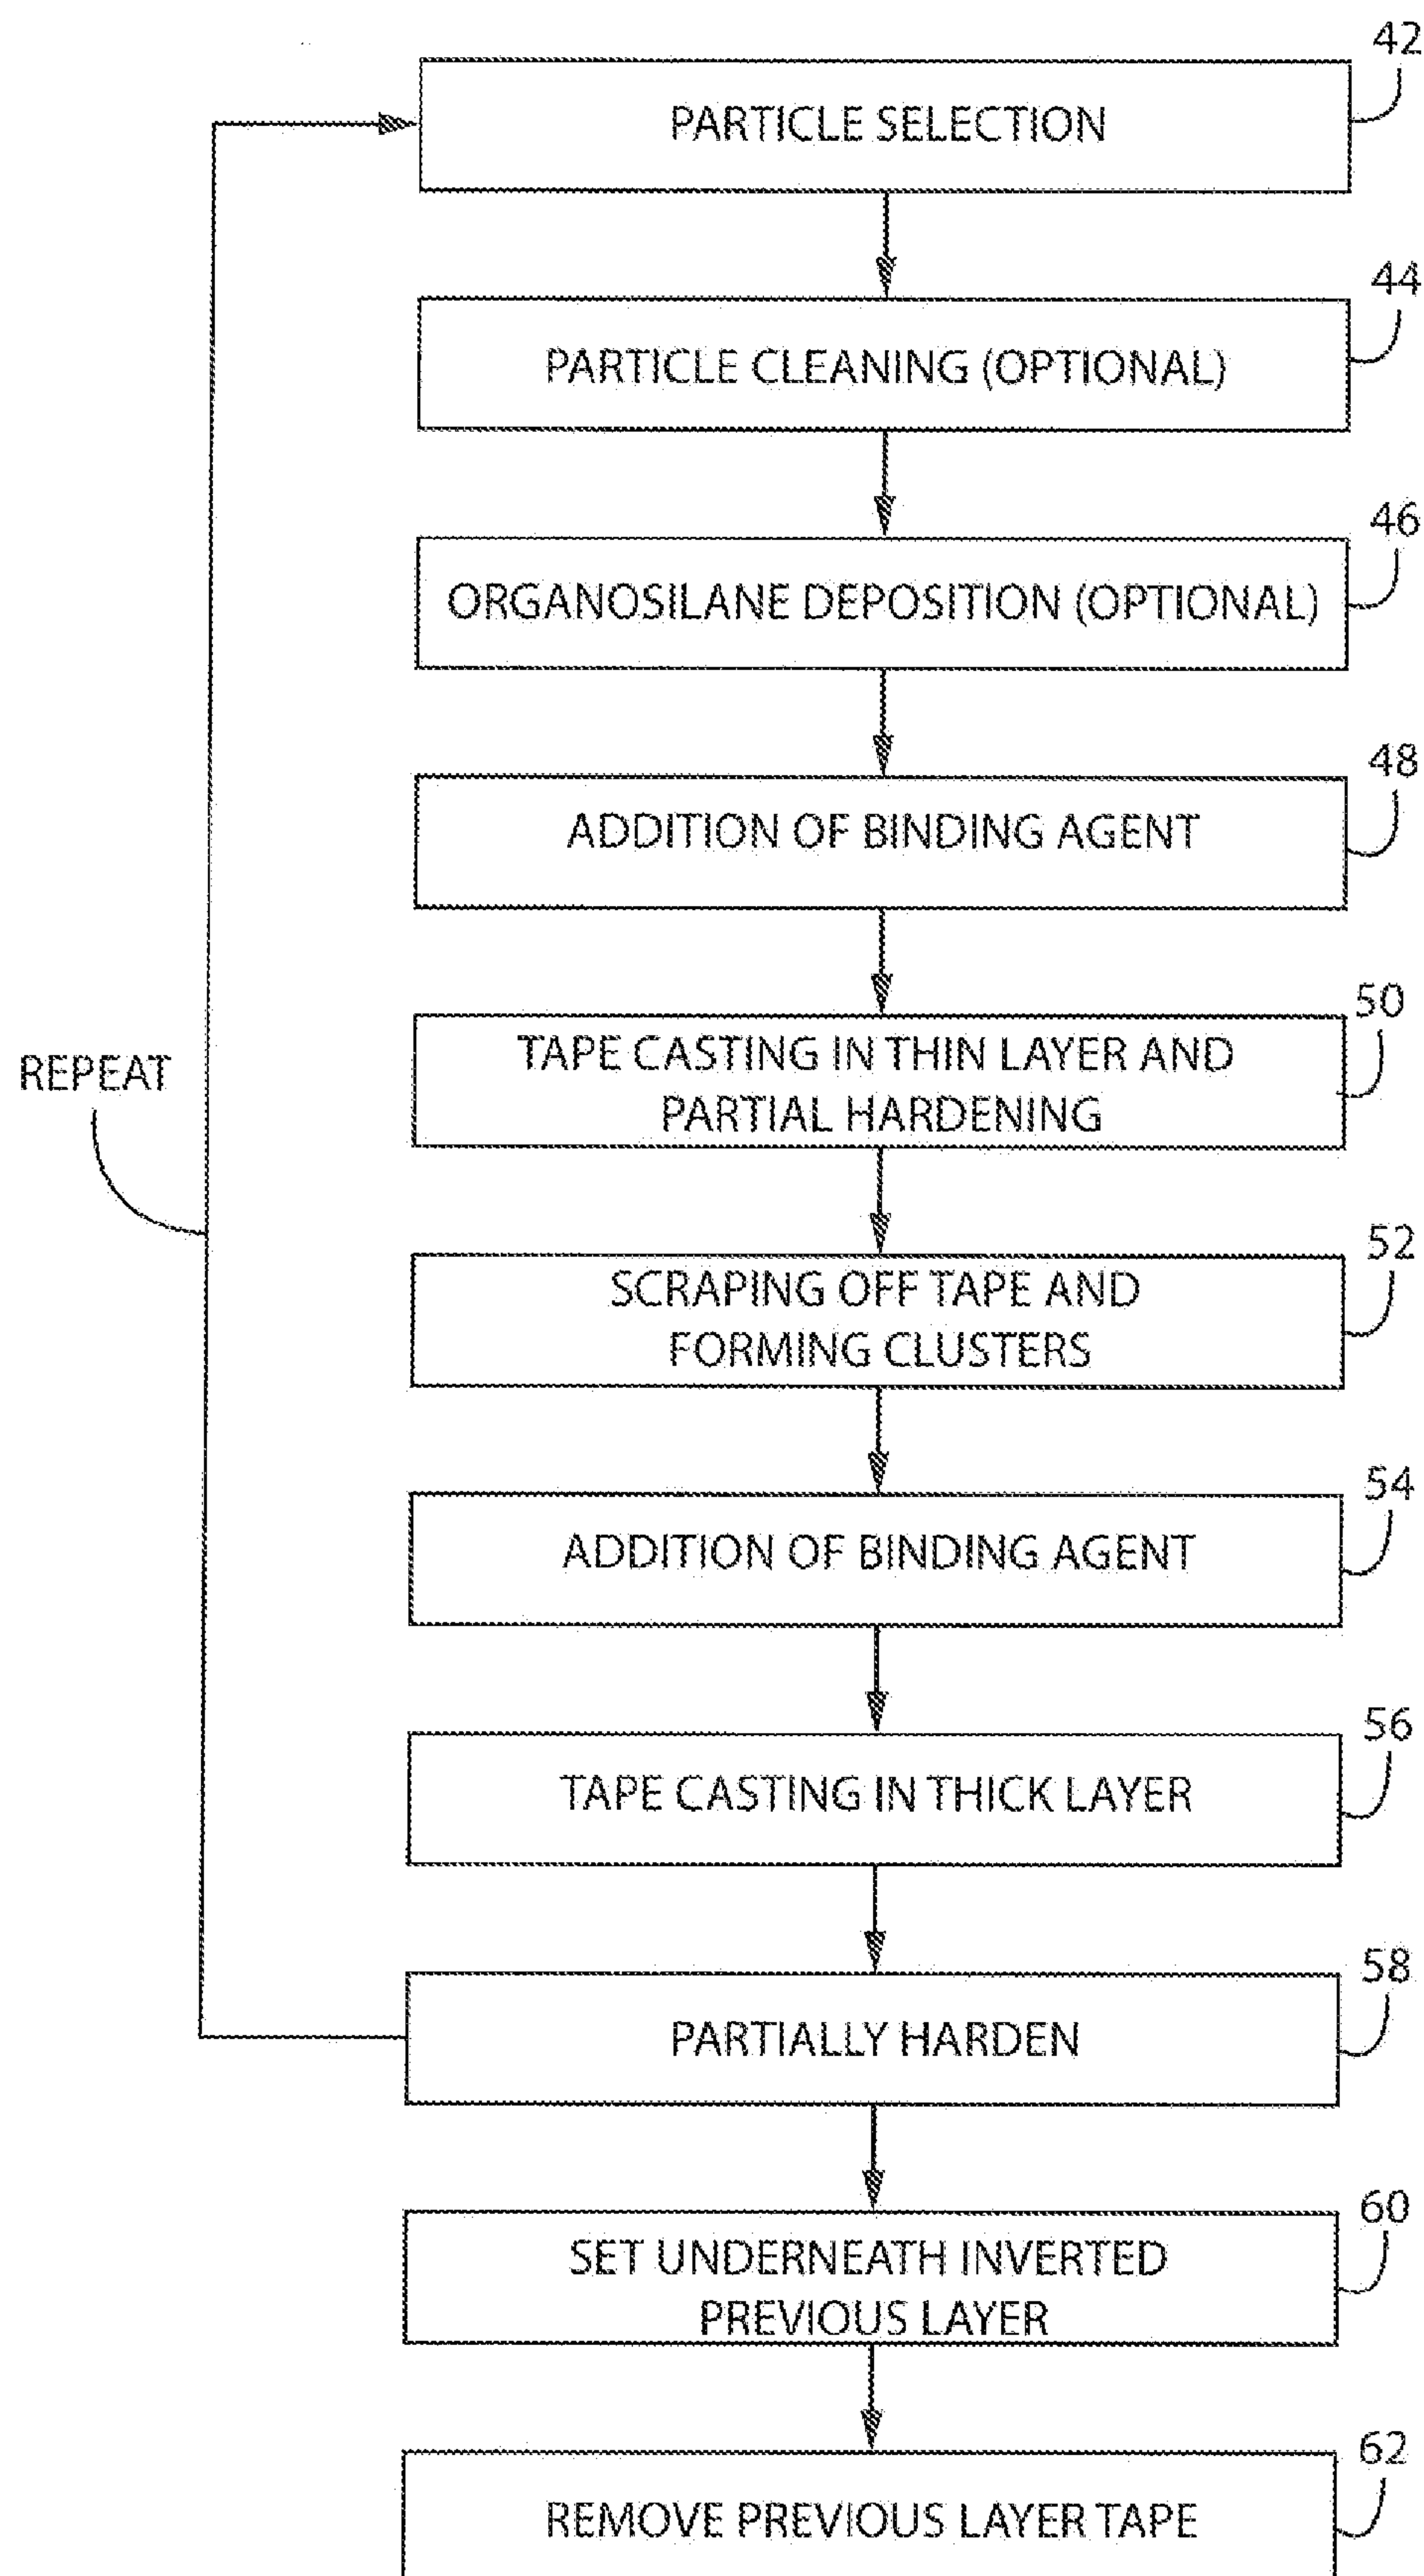 42
PARTICLE SELECTION
44
PARTICLE CLEANING (OPTIONAL)
46
ORGANOSILANE DEPOSITION (OPTIONAL)
48
ADDITION OF BINDING AGENT
50
TAPE CASTING IN THIN LAYER AND
PARTIAL HARDENING
REPEAT
52
SCRAPING OFF TAPE AND
FORMING CLUSTERS
54
ADDITION OF BINDING AGENT
56
TAPE CASTING IN THICK LAYER
58
PARTIALLY HARDEN
60
SET UNDERNEATH INVERTED
PREVIOUS LAYER
62
REMOVE PREVIOUS LAYER TAPE